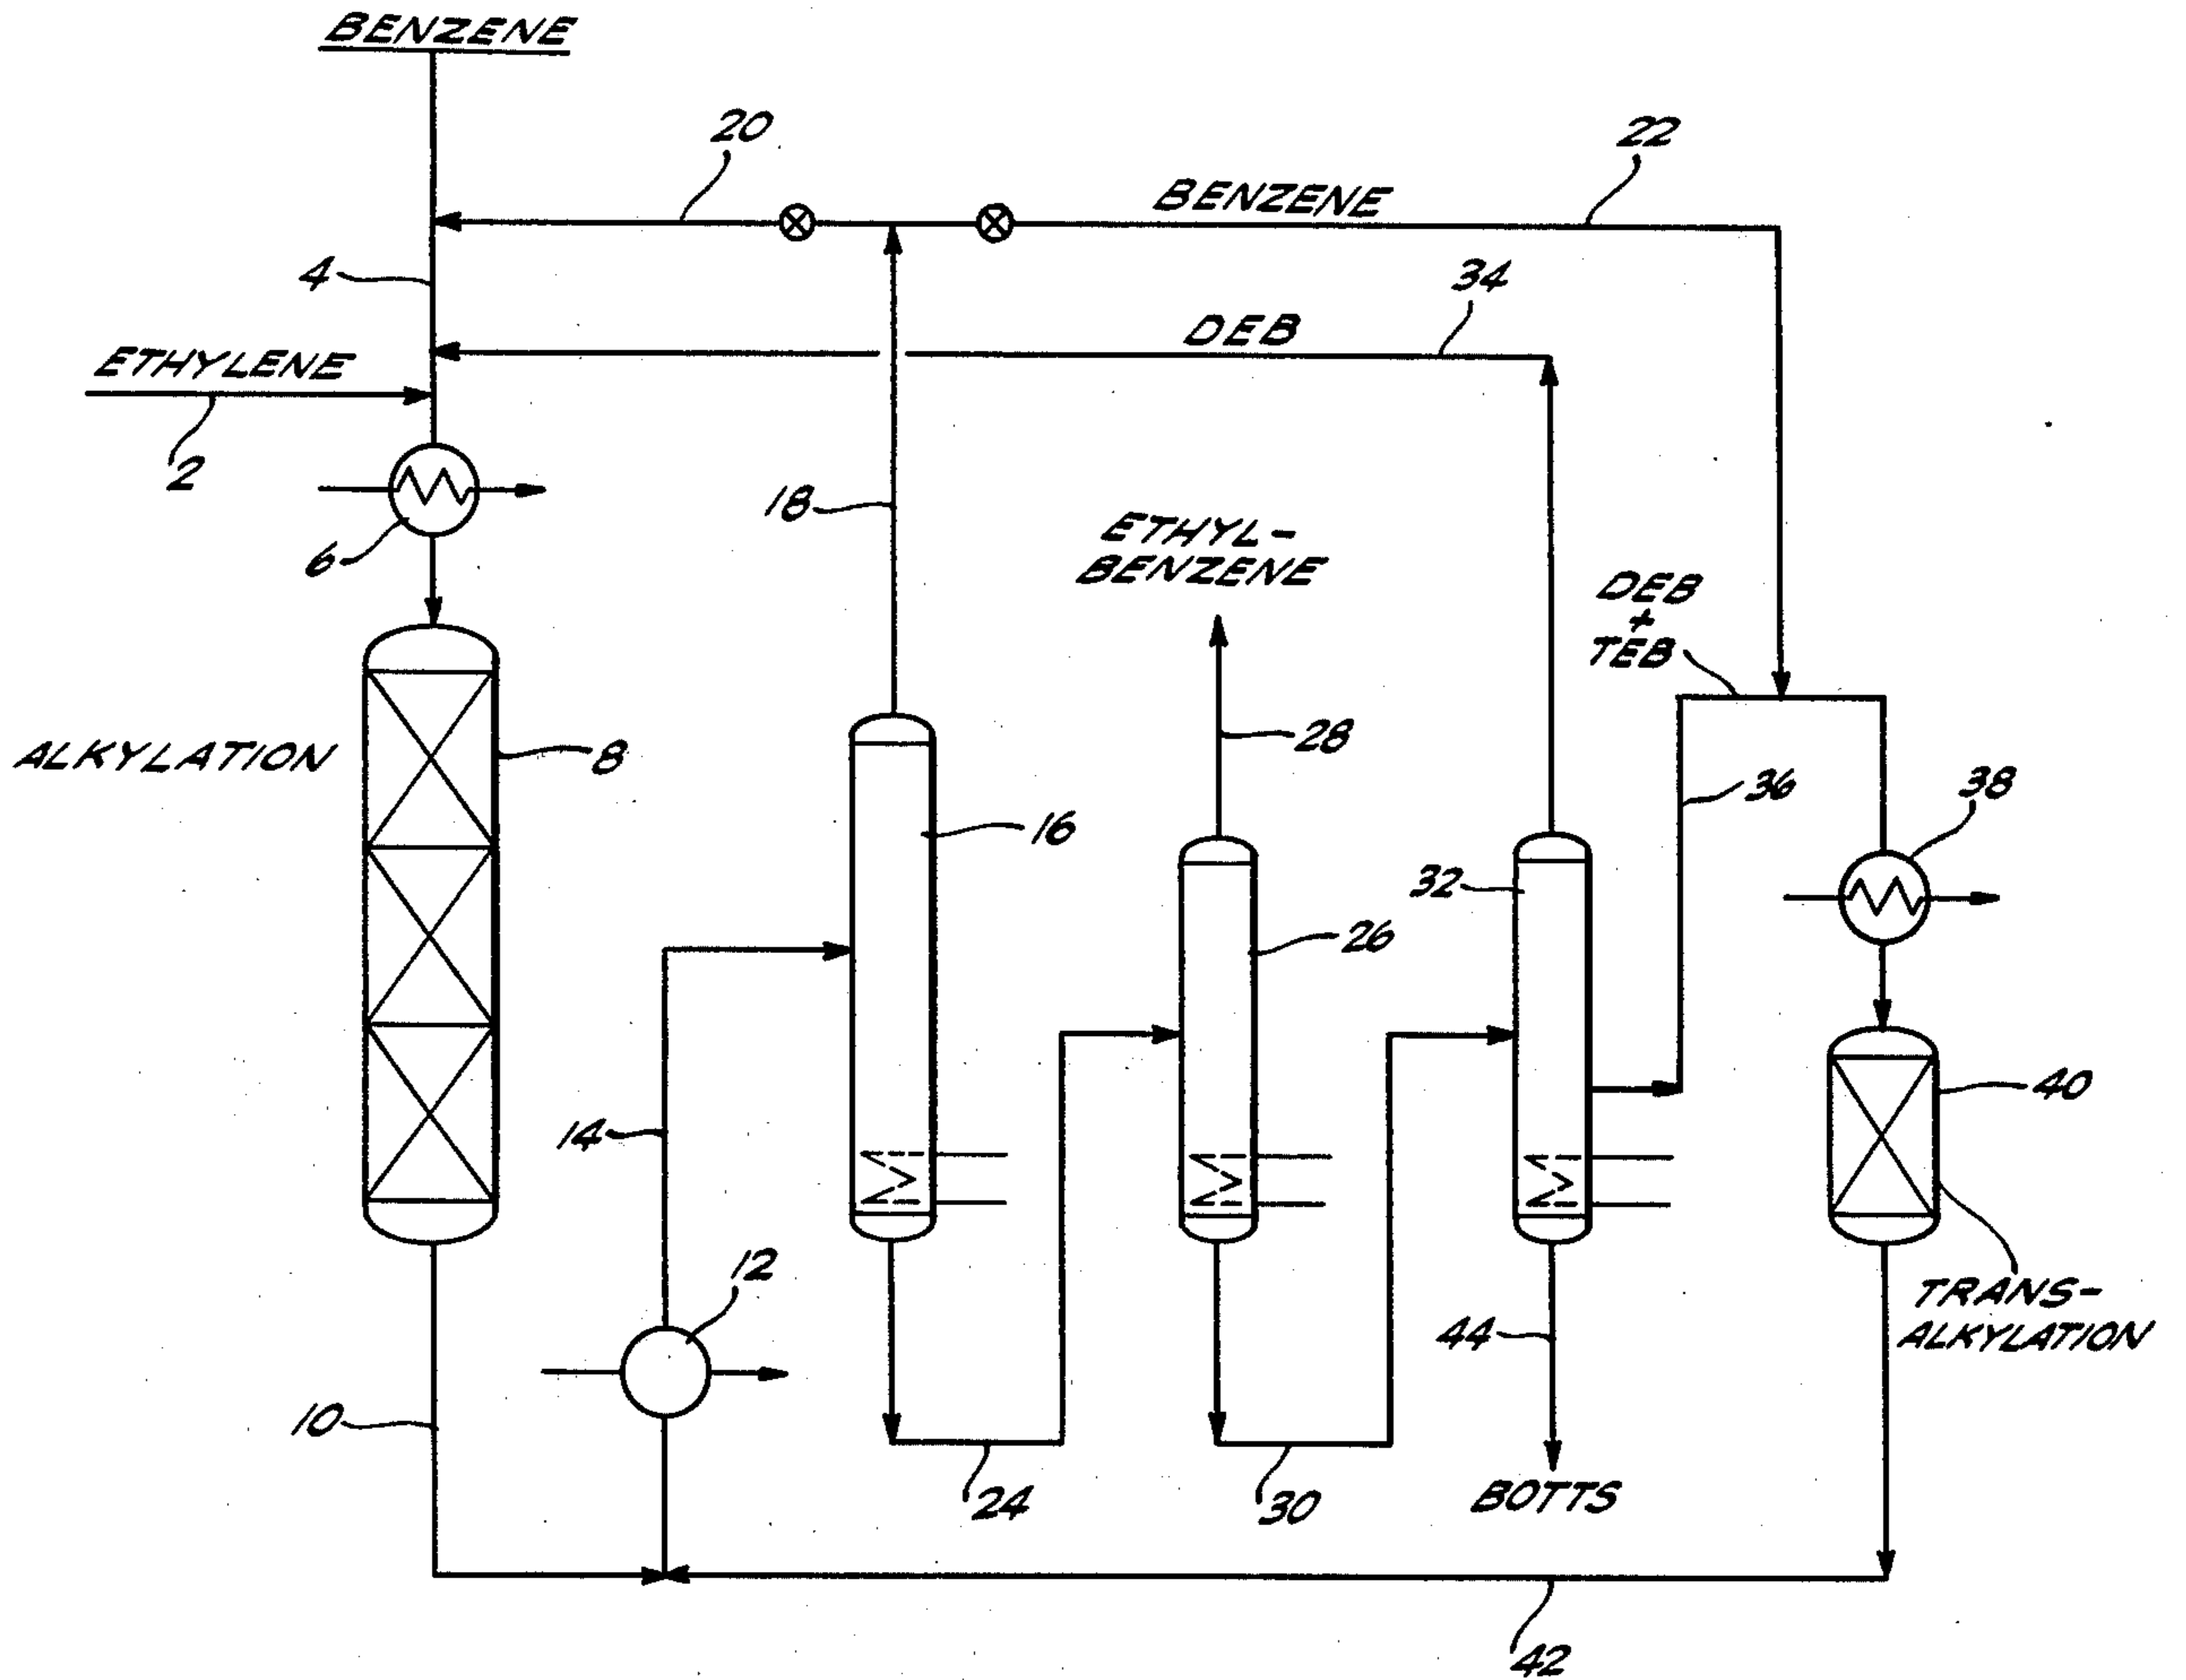 BENZENE
20
22
BENZENE
4
34
DEB
ETHYLENE
2
18
6
ETHYL-
BENZENE
DEB
+
TEB
28
ALKYLATION
8
36
38
16
32
26
40
14
12
TRANS-
ALKYLATION
44
10
24
30
BOTTS
42